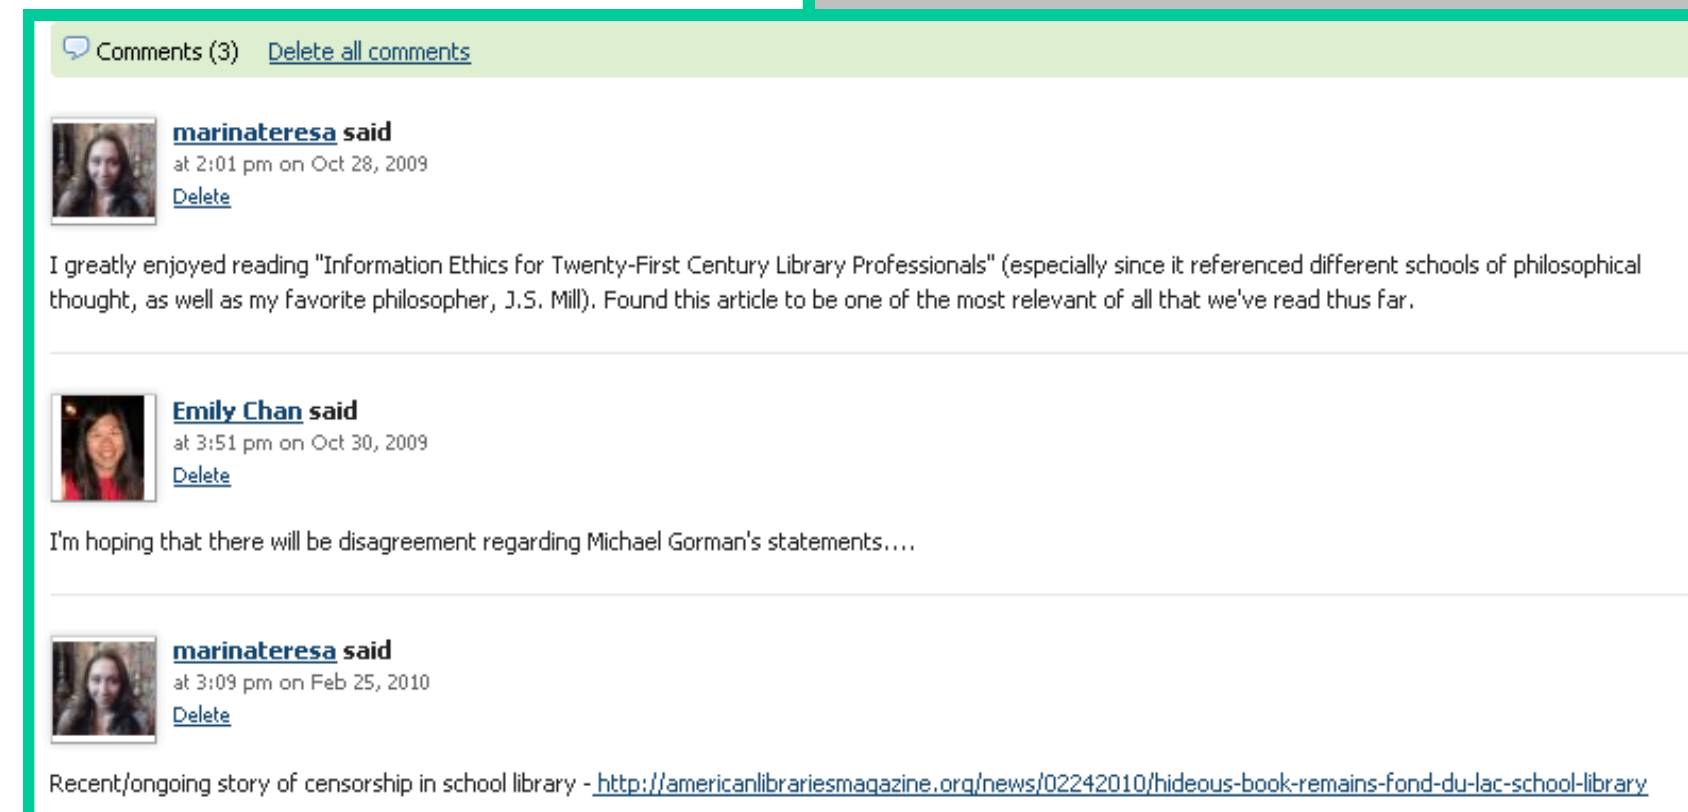 Comments (3) Delete all comments
marinateresa said
at 2:01 pm on Oct 28, 2009
Delete
I greatly enjoyed reading "Information Ethics for Twenty-First Century Library Professionals" (especially since it referenced different schools of philosophical
thought, as well as my favorite philosopher, J.S. Mill). Found this article to be one of the most relevant of all that we've read thus far.
Emily Chan said
at 3:51 pm on Oct 30, 2009
Delete
I'm hoping that there will be disagreement regarding Michael Gorman's statements....
marinateresa said
at 3:09 pm on Feb 25, 2010
Delete
Recent/ongoing story of censorship in school library - http://americanlibrariesmagazine.org/news/02242010/hideous-book-remains-fond-du-lac-school-library